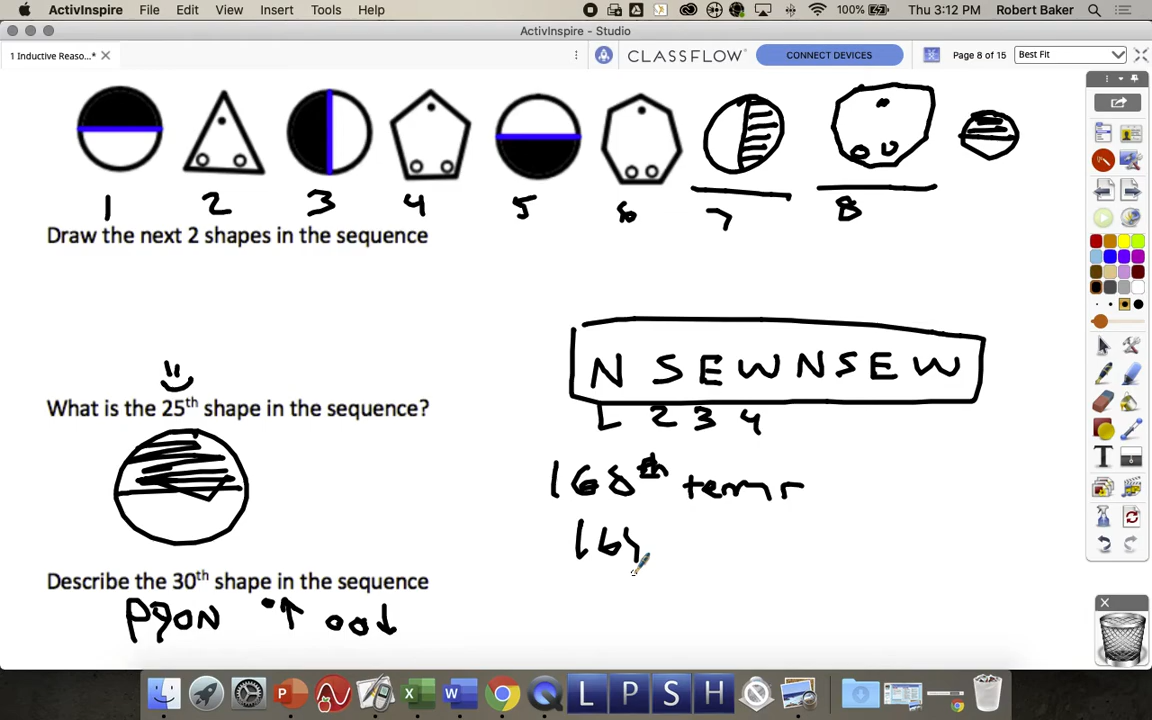 ActivInspire File Edit View Insert Tools Help 100% Thu 3:12 PM Robert Baker
ActivInspire - Studio
1 Inductive Reaso...* CLASSFLOW CONNECT DEVICES Page 8 of 15 Best Fit
1 2 3 4 5 6 7 8
Draw the next 2 shapes in the sequence
N S E W N S E W
What is the 25th shape in the sequence?
1 2 3 4
168th term
164
Describe the 30th shape in the sequence
PgoN
L P S H